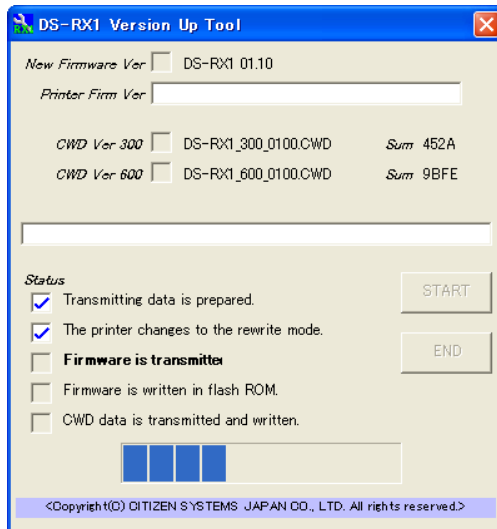 DS-RX1 Version Up Tool
New Firmware Ver DS-RX1 01.10
Printer Firm Ver
CWD Ver 300 DS-RX1_300_0100.CWD Sum 452A
CWD Ver 600 DS-RX1_600_0100.CWD Sum 9BFE
Status
START
Transmitting data is prepared.
The printer changes to the rewrite mode.
END
Firmware is transmitte
Firmware is written in flash ROM.
CWD data is transmitted and written.
<Copyright(C) CITIZEN SYSTEMS JAPAN CO., LTD. All rights reserved.>